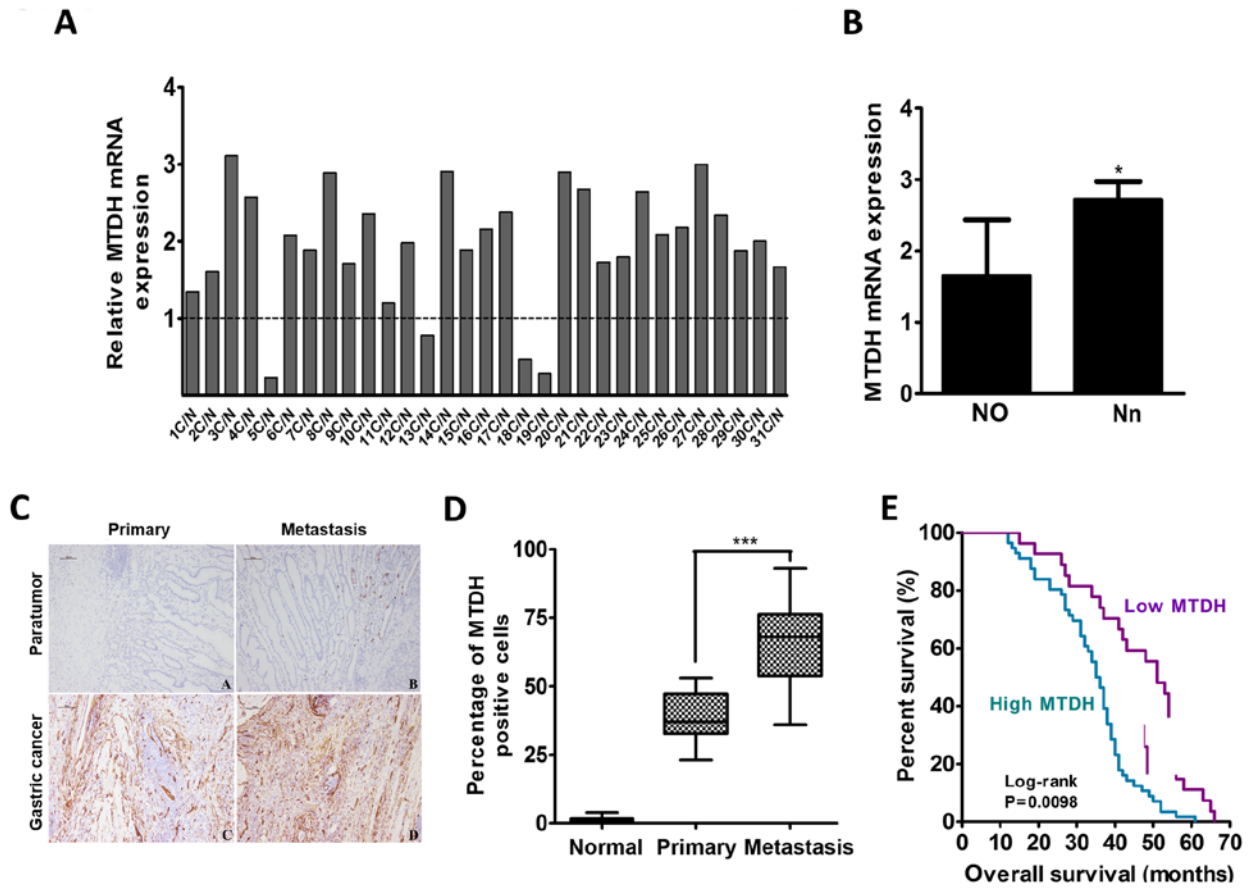 A
Relative MTDH mRNA
expression
4
3
2
1
1C/N
2C/N
3C/N
4C/N
5C/N
6C/N
7C/N
8C/N
9C/N
10C/N
11C/N
12C/N
13C/N
14C/N
15C/N
16C/N
17C/N
18C/N
19C/N
20C/N
21C/N
22C/N
23C/N
24C/N
25C/N
26C/N
27C/N
28C/N
29C/N
30C/N
31C/N
B
MTDH mRNA expression
4
3
2
1
0
*
NO
Nn
C
Primary
Metastasis
Paratumor
Gastric cancer
A
B
C
D
D
Percentage of MTDH
positive cells
100
75
50
25
0
***
Normal
Primary
Metastasis
E
Percent survival (%)
100
80
60
40
20
0
Low MTDH
High MTDH
Log-rank
P=0.0098
0 10 20 30 40 50 60 70
Overall survival (months)